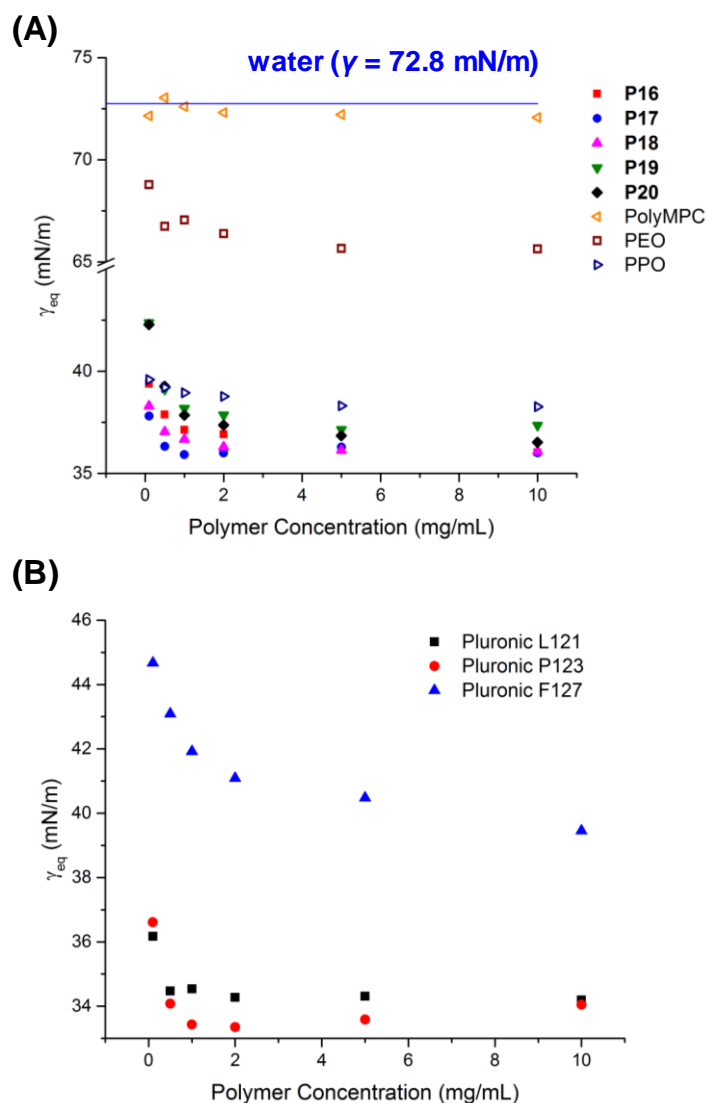 (A)
water (γ = 72.8 mN/m)
75
70
65
40
35
γeq (mN/m)
0 2 4 6 8 10
Polymer Concentration (mg/mL)
P16
P17
P18
P19
P20
PolyMPC
PEO
PPO
(B)
46
44
42
40
38
36
34
γeq (mN/m)
0 2 4 6 8 10
Polymer Concentration (mg/mL)
Pluronic L121
Pluronic P123
Pluronic F127